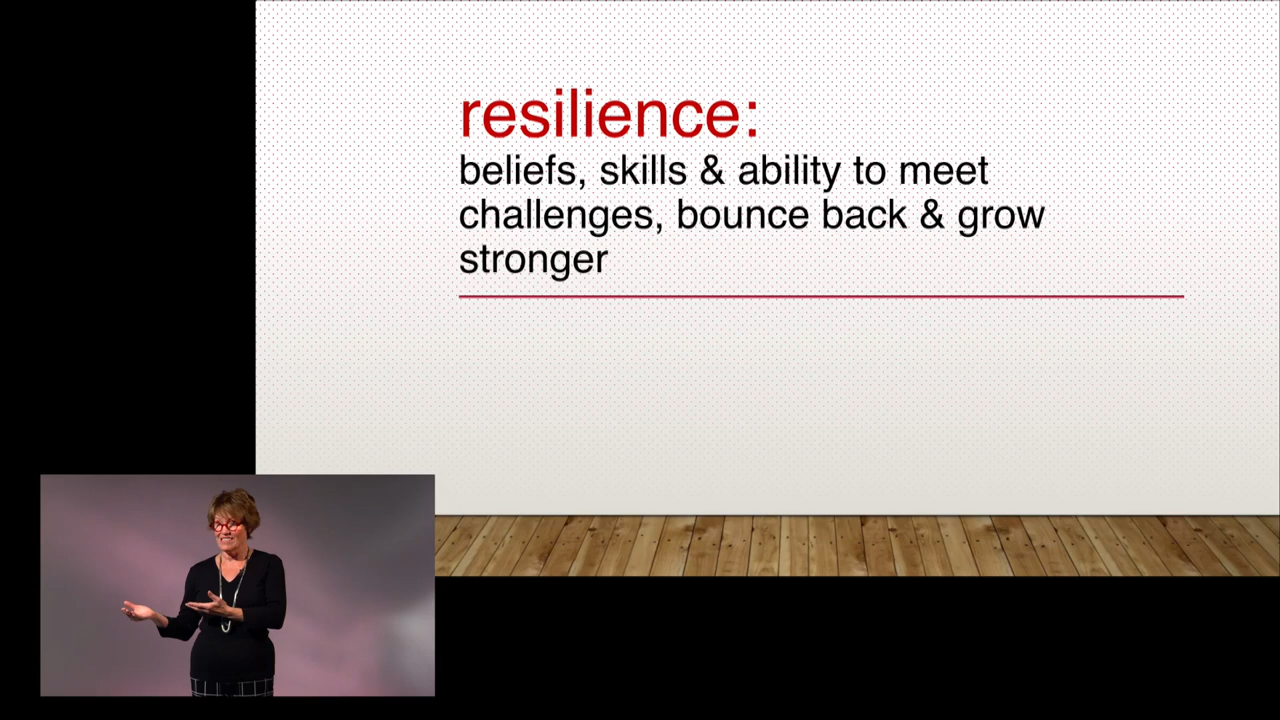 resilience:
beliefs, skills & ability to meet
challenges, bounce back & grow
stronger